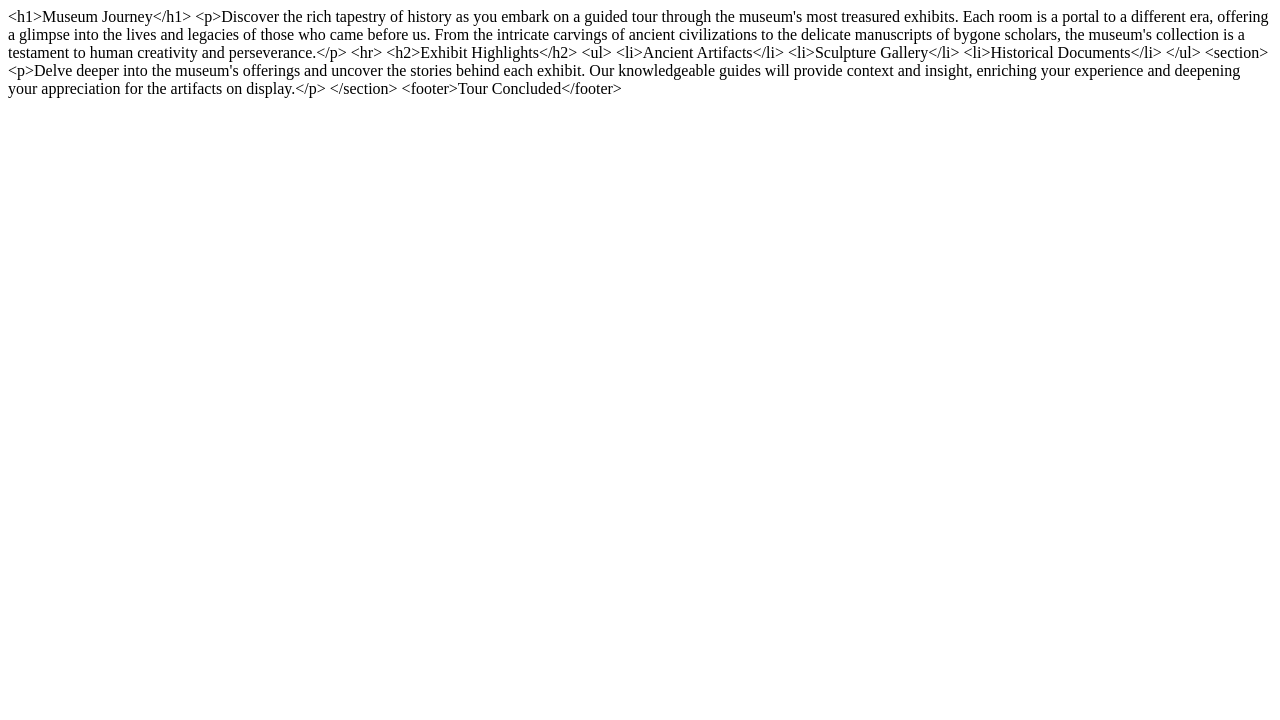 <h1>Museum Journey</h1> <p>Discover the rich tapestry of history as you embark on a guided tour through the museum's most treasured exhibits. Each room is a portal to a different era, offering
a glimpse into the lives and legacies of those who came before us. From the intricate carvings of ancient civilizations to the delicate manuscripts of bygone scholars, the museum's collection is a
testament to human creativity and perseverance.</p> <hr> <h2>Exhibit Highlights</h2> <ul> <li>Ancient Artifacts</li> <li>Sculpture Gallery</li> <li>Historical Documents</li> </ul> <section>
<p>Delve deeper into the museum's offerings and uncover the stories behind each exhibit. Our knowledgeable guides will provide context and insight, enriching your experience and deepening
your appreciation for the artifacts on display.</p> </section> <footer>Tour Concluded</footer>